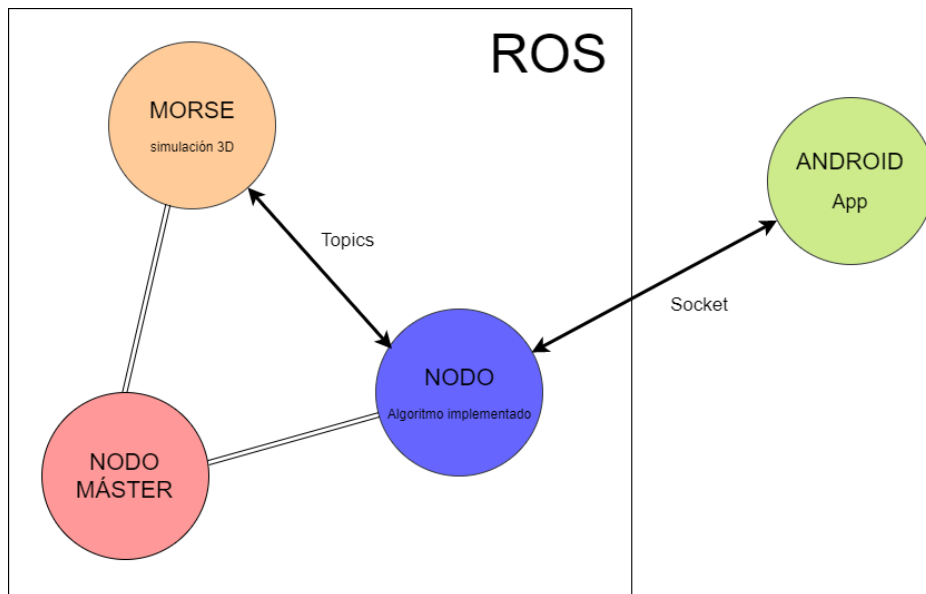 ROS
MORSE
simulación 3D
ANDROID
App
Topics
Socket
NODO
Algoritmo implementado
NODO
MÁSTER